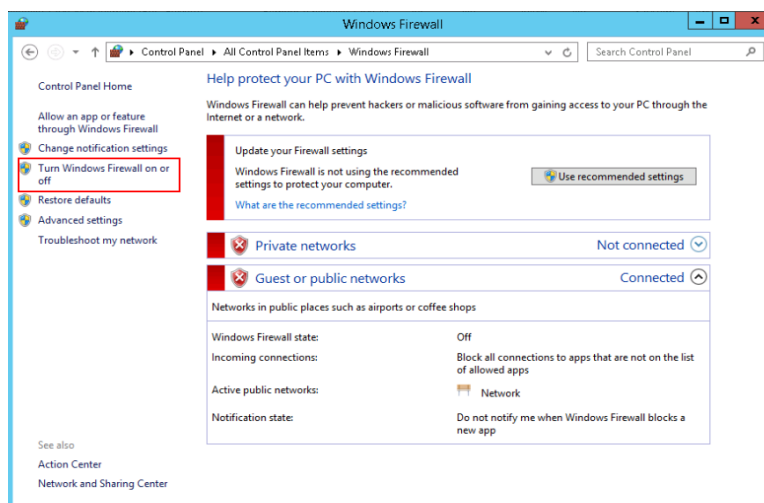 Windows Firewall
Control Panel ▸ All Control Panel Items ▸ Windows Firewall
Search Control Panel
Control Panel Home
Allow an app or feature
through Windows Firewall
Change notification settings
Turn Windows Firewall on or
off
Restore defaults
Advanced settings
Troubleshoot my network
Help protect your PC with Windows Firewall
Windows Firewall can help prevent hackers or malicious software from gaining access to your PC through the
Internet or a network.
Update your Firewall settings
Windows Firewall is not using the recommended
settings to protect your computer.
Use recommended settings
What are the recommended settings?
Private networks
Not connected
Guest or public networks
Connected
Networks in public places such as airports or coffee shops
Windows Firewall state:
Off
Incoming connections:
Block all connections to apps that are not on the list
of allowed apps
Active public networks:
Network
Notification state:
Do not notify me when Windows Firewall blocks a
new app
See also
Action Center
Network and Sharing Center